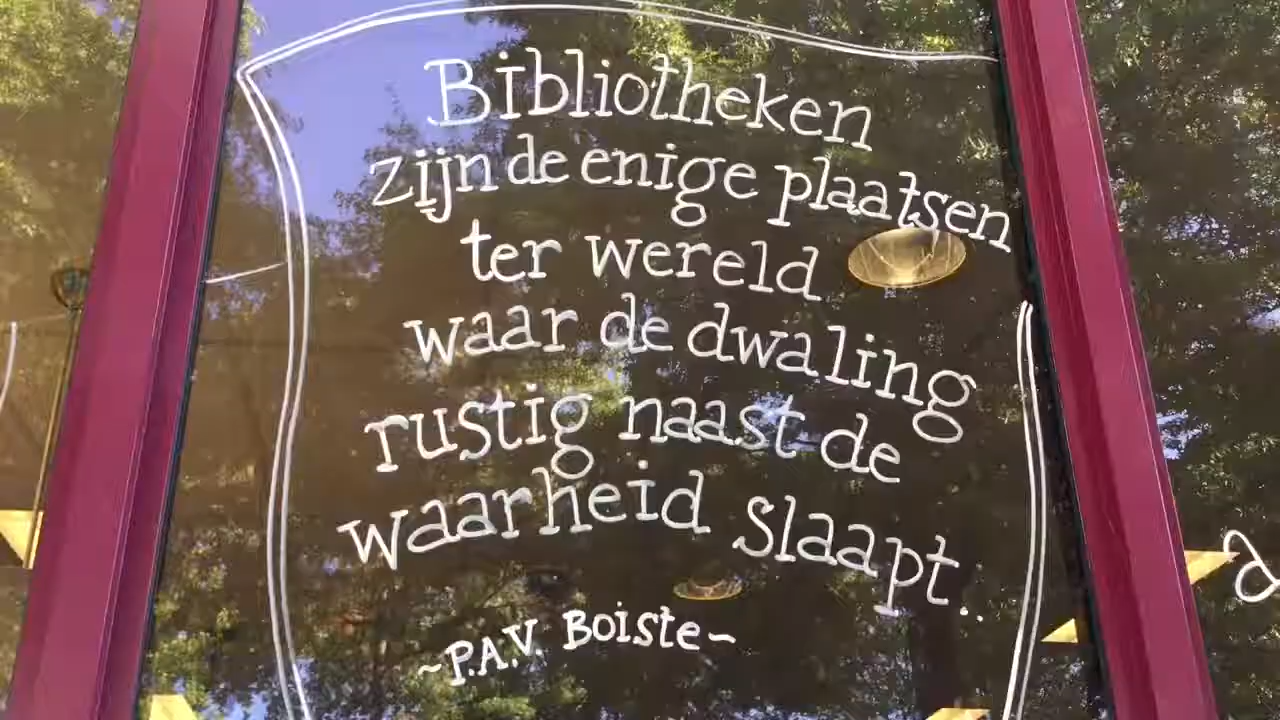 Bibliotheken
zijn de enige plaatsen
ter wereld
waar de dwaling
rustig naast de
waarheid slaapt.
~P.A.V. Boiste~